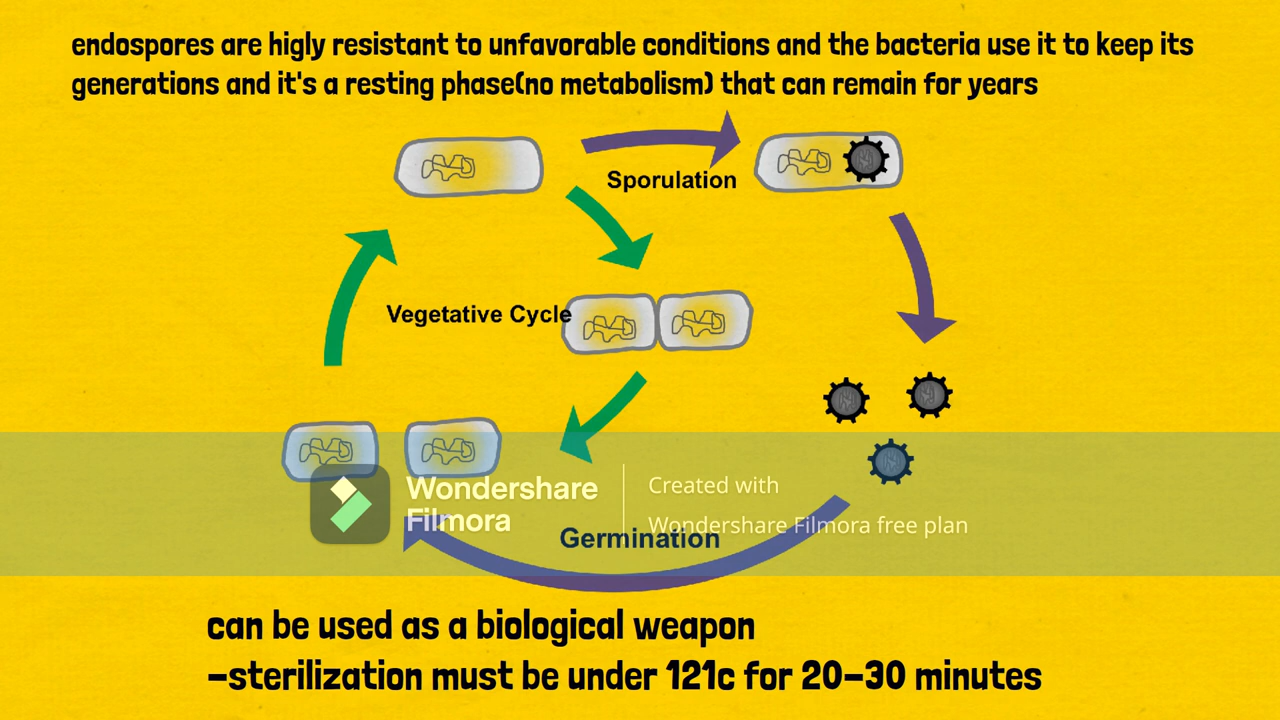 endospores are higly resistant to unfavorable conditions and the bacteria use it to keep its
generations and it's a resting phase(no metabolism) that can remain for years
Sporulation
Vegetative Cycle
Wondershare
Filmora
Created with
Wondershare Filmora free plan
Germination
can be used as a biological weapon
-sterilization must be under 121c for 20-30 minutes